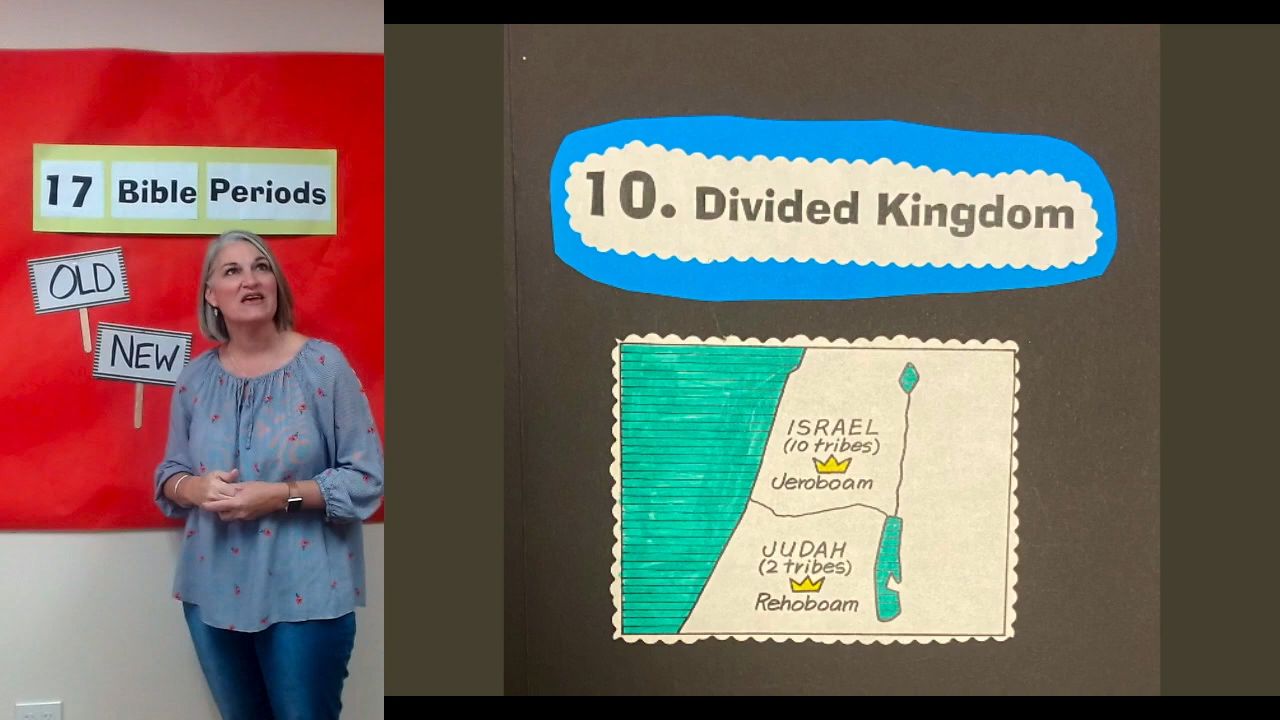 17 Bible Periods
OLD
NEW
10. Divided Kingdom
ISRAEL
(10 tribes)
Jeroboam
JUDAH
(2 tribes)
Rehoboam